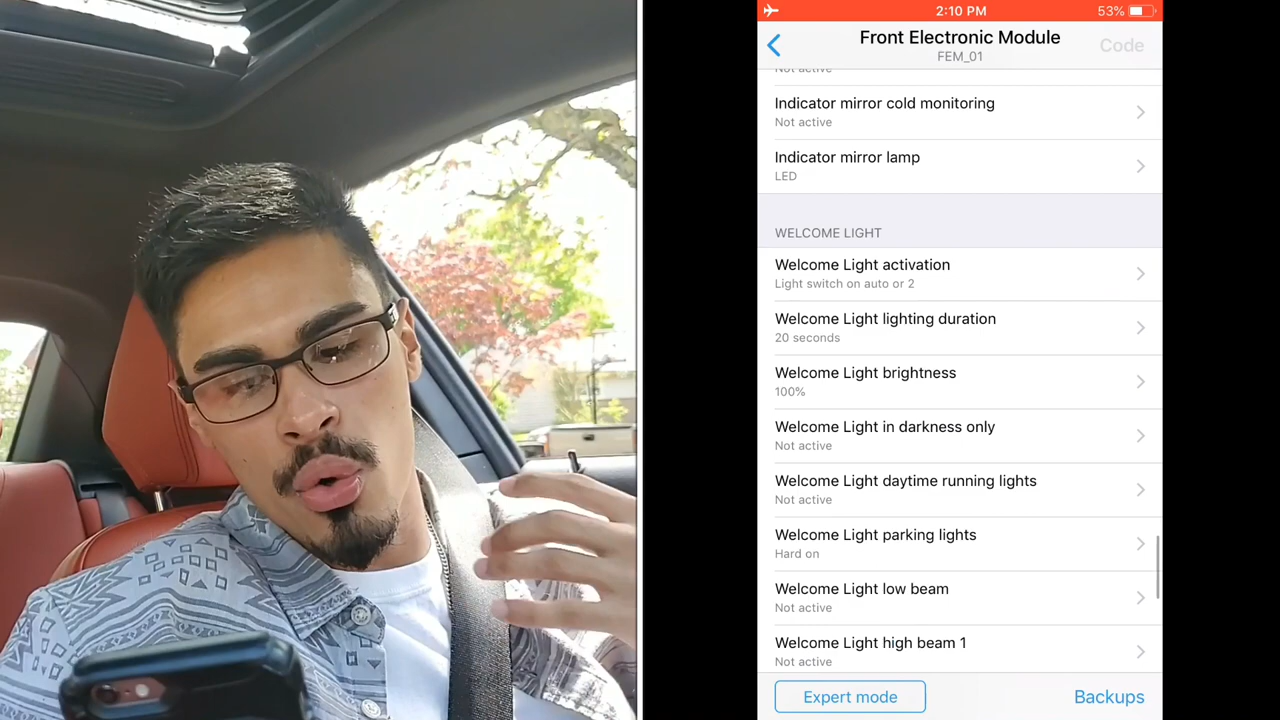 2:10 PM
53%
Front Electronic Module
Code
FEM_01
Not active
Indicator mirror cold monitoring
Not active
Indicator mirror lamp
LED
WELCOME LIGHT
Welcome Light activation
Light switch on auto or 2
Welcome Light lighting duration
20 seconds
Welcome Light brightness
100%
Welcome Light in darkness only
Not active
Welcome Light daytime running lights
Not active
Welcome Light parking lights
Hard on
Welcome Light low beam
Not active
Welcome Light high beam 1
Not active
Expert mode
Backups